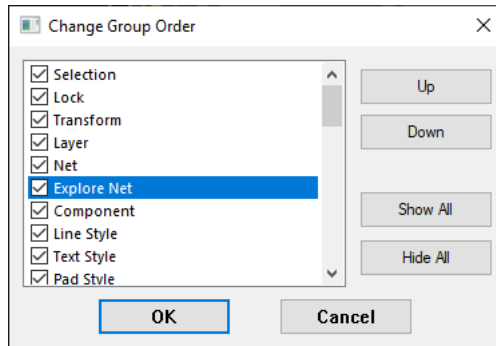 Change Group Order
Selection
Lock
Transform
Layer
Net
Explore Net
Component
Line Style
Text Style
Pad Style
Up
Down
Show All
Hide All
OK
Cancel